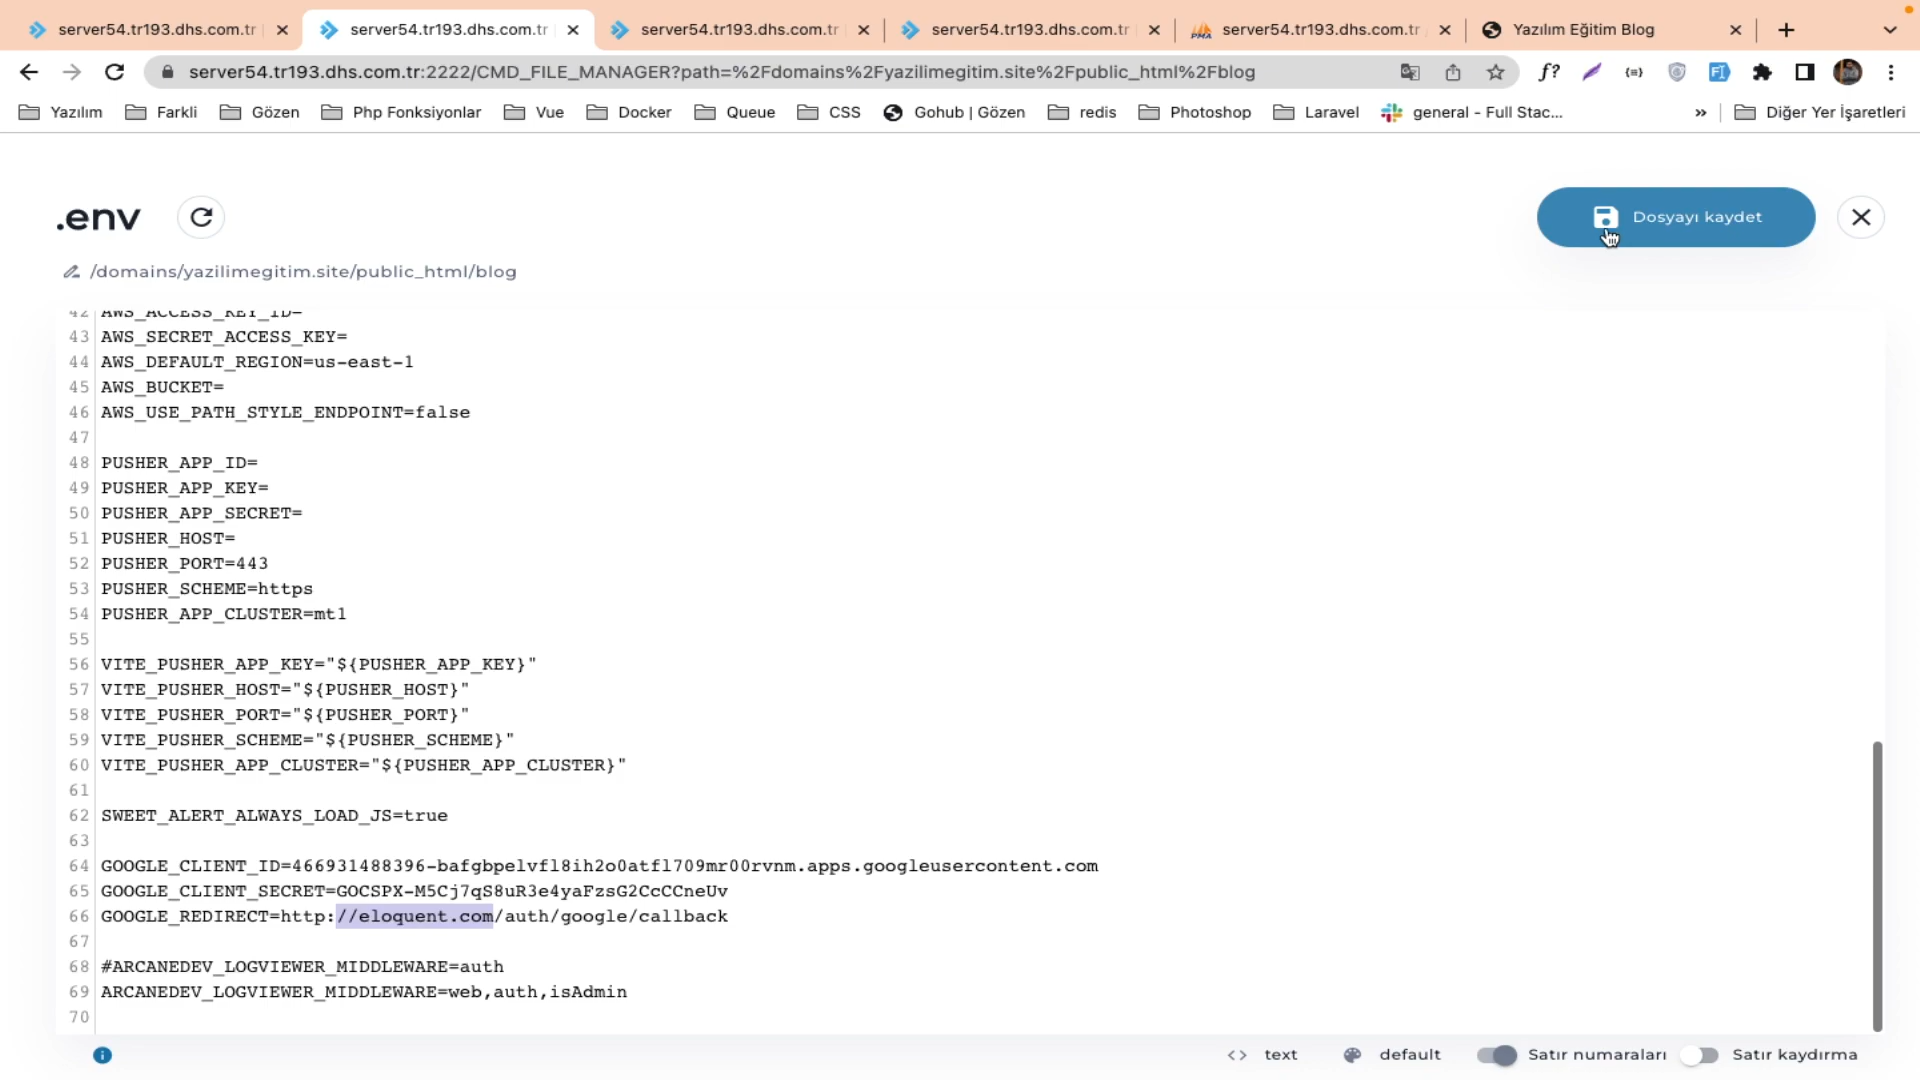 server54.tr193.dhs.com.tr
server54.tr193.dhs.com.tr
server54.tr193.dhs.com.tr
server54.tr193.dhs.com.tr
server54.tr193.dhs.com.tr
Yazılım Eğitim Blog
server54.tr193.dhs.com.tr:2222/CMD_FILE_MANAGER?path=%2Fdomains%2Fyazilimegitim.site%2Fpublic_html%2Fblog
Yazılım Farkli Gözen Php Fonksiyonlar Vue Docker Queue CSS Gohub | Gözen redis Photoshop Laravel general - Full Stac... » Diğer Yer İşaretleri
.env
Dosyayı kaydet
/domains/yazilimegitim.site/public_html/blog
42 AWS_ACCESS_KEY_ID=
43 AWS_SECRET_ACCESS_KEY=
44 AWS_DEFAULT_REGION=us-east-1
45 AWS_BUCKET=
46 AWS_USE_PATH_STYLE_ENDPOINT=false
47
48 PUSHER_APP_ID=
49 PUSHER_APP_KEY=
50 PUSHER_APP_SECRET=
51 PUSHER_HOST=
52 PUSHER_PORT=443
53 PUSHER_SCHEME=https
54 PUSHER_APP_CLUSTER=mt1
55
56 VITE_PUSHER_APP_KEY="${PUSHER_APP_KEY}"
57 VITE_PUSHER_HOST="${PUSHER_HOST}"
58 VITE_PUSHER_PORT="${PUSHER_PORT}"
59 VITE_PUSHER_SCHEME="${PUSHER_SCHEME}"
60 VITE_PUSHER_APP_CLUSTER="${PUSHER_APP_CLUSTER}"
61
62 SWEET_ALERT_ALWAYS_LOAD_JS=true
63
64 GOOGLE_CLIENT_ID=466931488396-bafgbpelvfl8ih2o0atfl709mr00rvnm.apps.googleusercontent.com
65 GOOGLE_CLIENT_SECRET=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
66 GOOGLE_REDIRECT=http://eloquent.com/auth/google/callback
67
68 #ARCANEDEV_LOGVIEWER_MIDDLEWARE=auth
69 ARCANEDEV_LOGVIEWER_MIDDLEWARE=web,auth,isAdmin
70
text default Satır numaraları Satır kaydırma